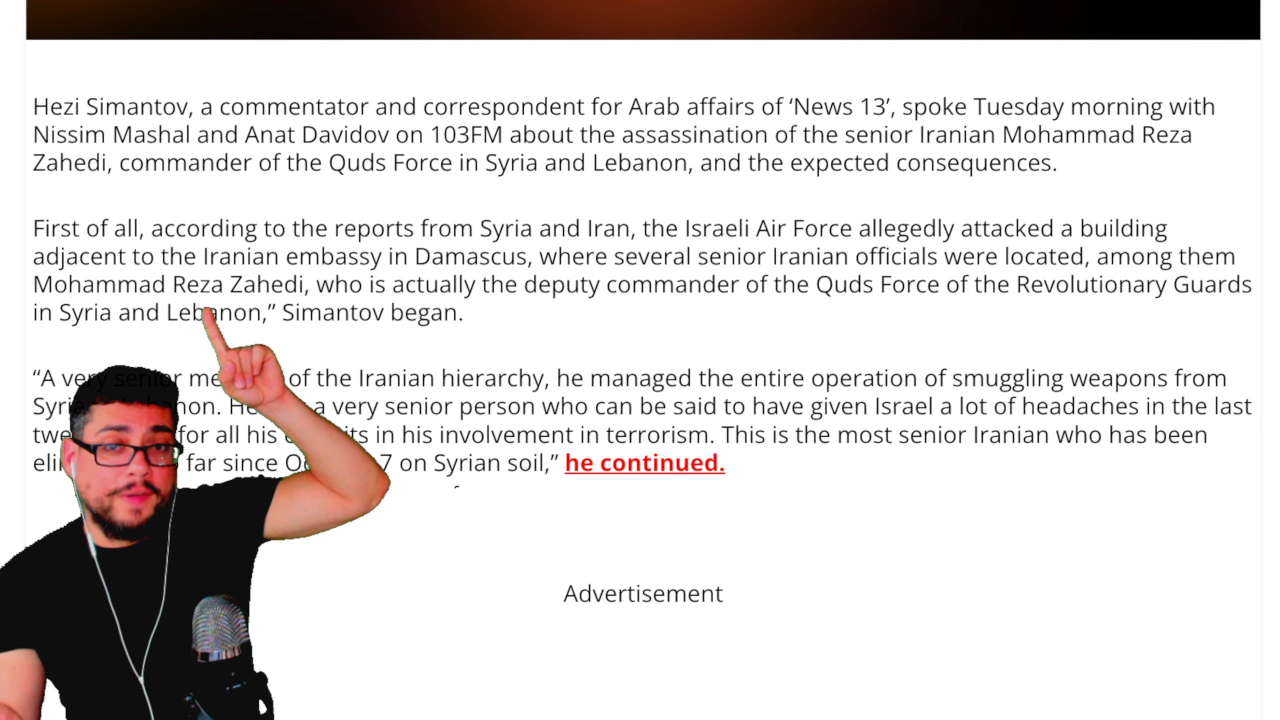 Hezi Simantov, a commentator and correspondent for Arab affairs of ‘News 13’, spoke Tuesday morning with
Nissim Mashal and Anat Davidov on 103FM about the assassination of the senior Iranian Mohammad Reza
Zahedi, commander of the Quds Force in Syria and Lebanon, and the expected consequences.
First of all, according to the reports from Syria and Iran, the Israeli Air Force allegedly attacked a building
adjacent to the Iranian embassy in Damascus, where several senior Iranian officials were located, among them
Mohammad Reza Zahedi, who is actually the deputy commander of the Quds Force of the Revolutionary Guards
in Syria and Lebanon,” Simantov began.
“A very senior of the Iranian hierarchy, he managed the entire operation of smuggling weapons from
a very senior person who can be said to have given Israel a lot of headaches in the last
for all his in his involvement in terrorism. This is the most senior Iranian who has been
far since 7 on Syrian soil,” he continued.
Advertisement